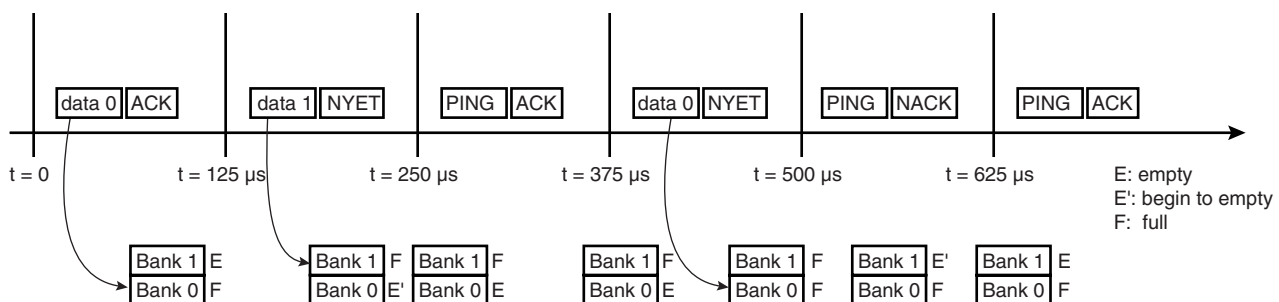 data 0 ACK data 1 NYET PING ACK data 0 NYET PING NACK PING ACK
t = 0 t = 125 µs t = 250 µs t = 375 µs t = 500 µs t = 625 µs
E: empty
E': begin to empty
F: full
Bank 1 E Bank 1 F Bank 1 F Bank 1 F Bank 1 F Bank 1 E' Bank 1 E
Bank 0 F Bank 0 E' Bank 0 E Bank 0 E Bank 0 F Bank 0 F Bank 0 F